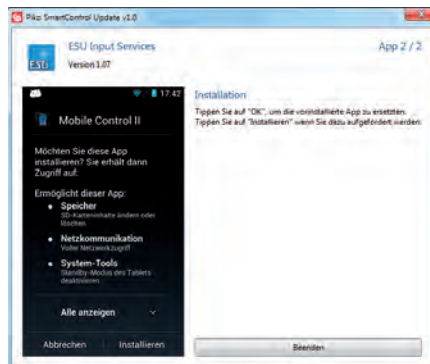 Piko SmartControl Update v1.0
ESU Input Services
App 2 / 2
ESU
Version 1.07
17:42
Mobile Control II
Möchten Sie diese App
installieren? Sie erhält dann
Zugriff auf:
Ermöglicht dieser App:
• Speicher
SD-Karteninhalte ändern oder
löschen
• Netzkommunikation
Voller Netzwerkzugriff
• System-Tools
Standby-Modus des Tablets
deaktivieren
Alle anzeigen
Abbrechen
Installieren
Installation
Tippen Sie auf "OK", um die vorinstallierte App zu ersetzten.
Tippen Sie auf "Installieren" wenn Sie dazu aufgefordert werden.
Beenden